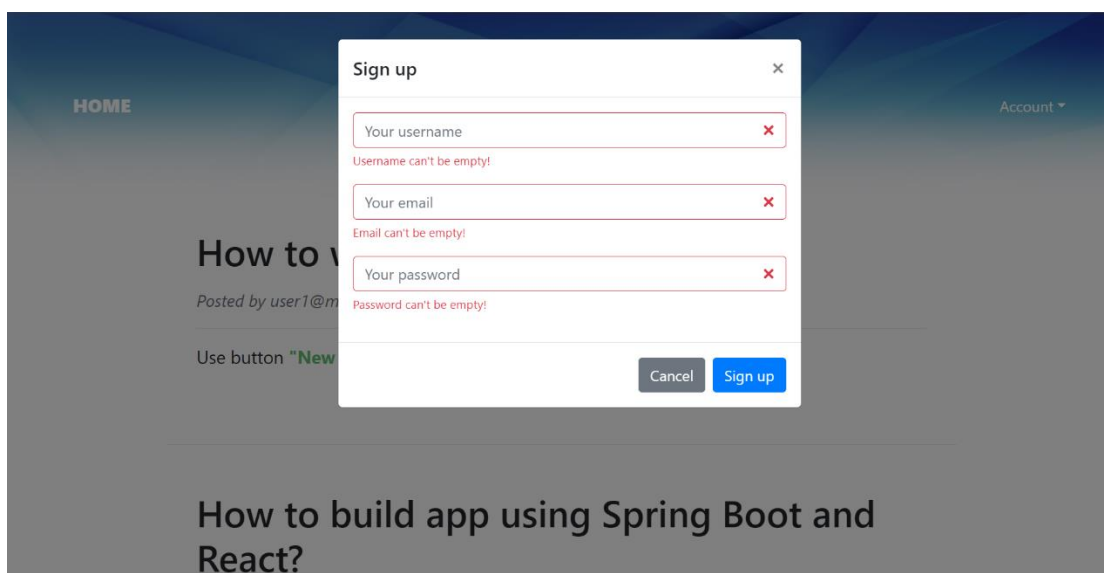 Sign up ×
HOME
Account
Your username
Username can't be empty!
Your email
Email can't be empty!
Your password
Password can't be empty!
How to
Posted by user1@m
Use button "New
Cancel Sign up
How to build app using Spring Boot and
React?